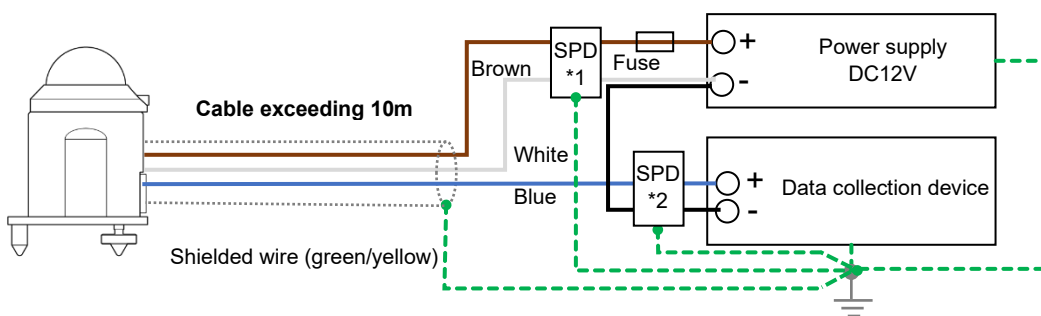 Cable exceeding 10m
Brown
SPD
*1
Fuse
+
-
Power supply
DC12V
White
Blue
SPD
*2
+
-
Data collection device
Shielded wire (green/yellow)